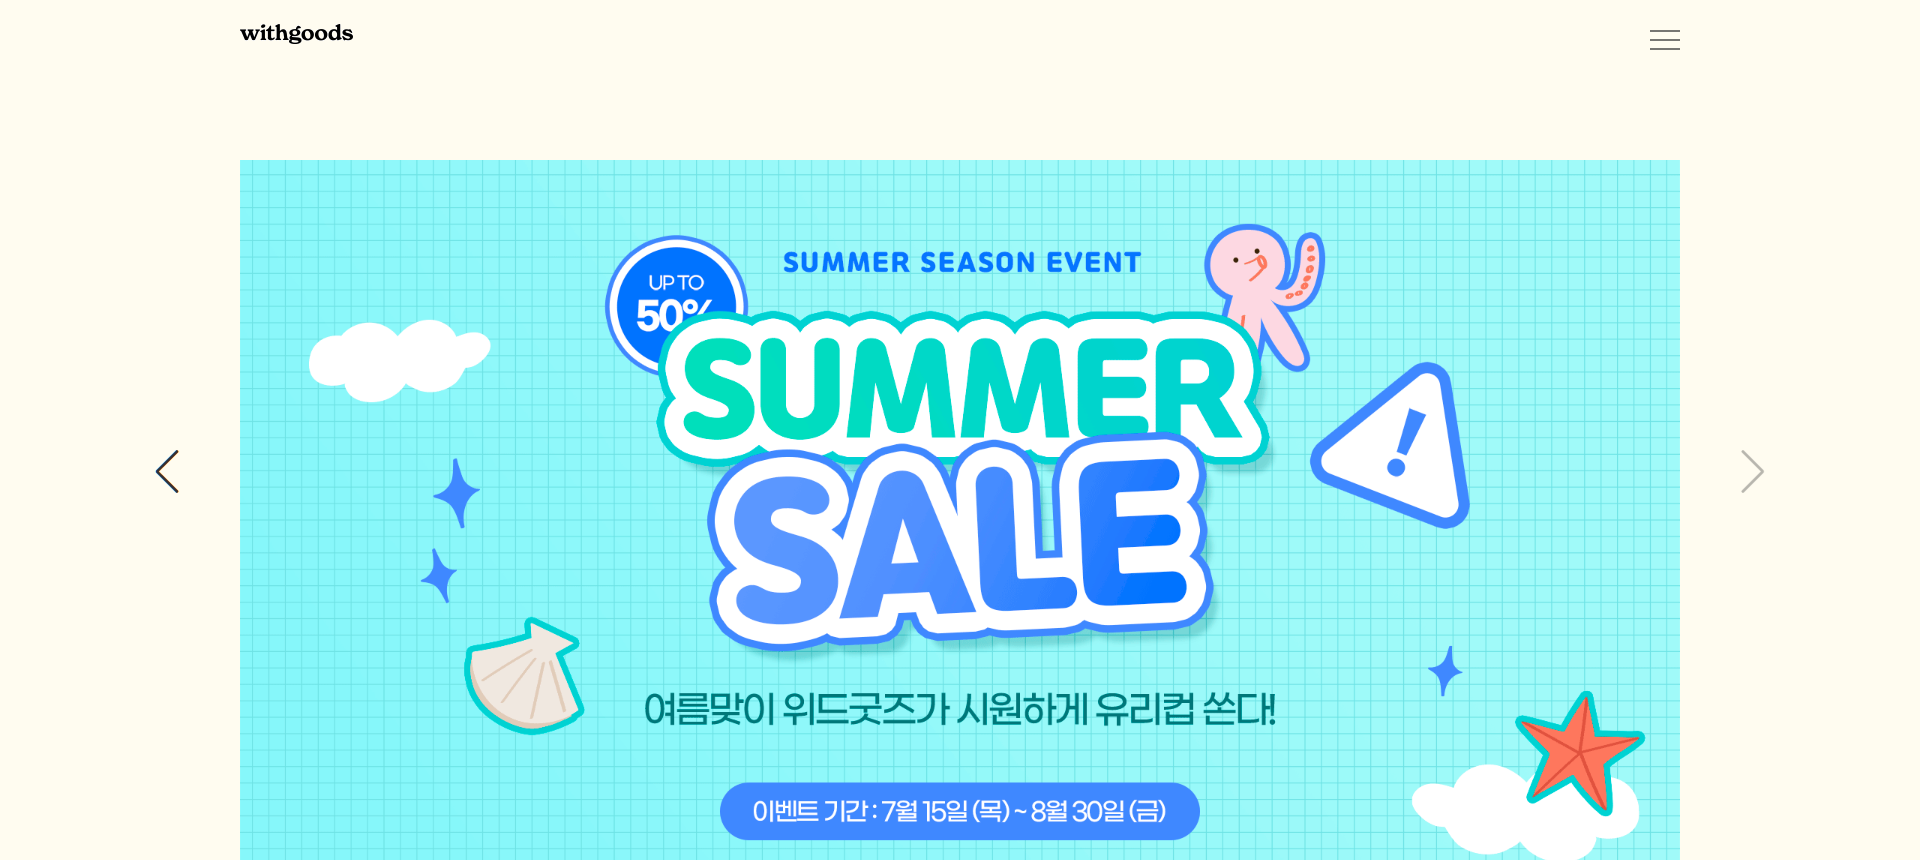 withgoods
SUMMER SEASON EVENT
UP TO
50%
SUMMER
SALE
여름맞이 위드굿즈가 시원하게 유리컵 쏜다!
이벤트 기간 : 7월 15일 (목) ~ 8월 30일 (금)